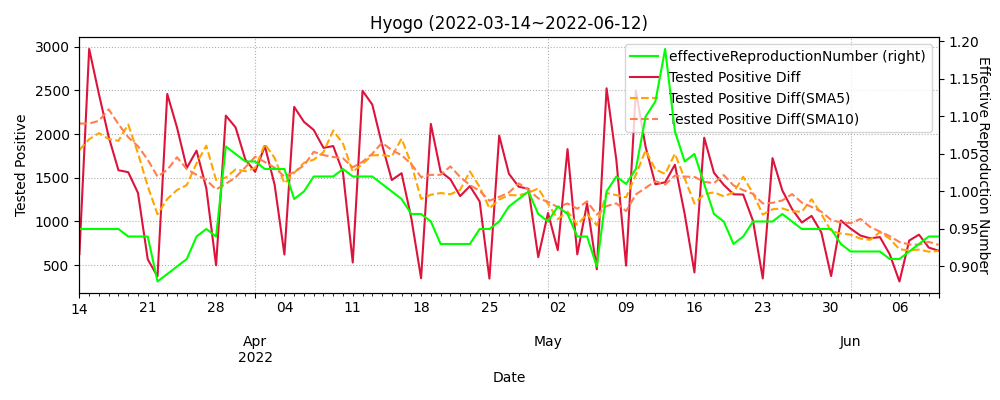 Hyogo (2022-03-14~2022-06-12)
effectiveReproductionNumber (right)
Tested Positive Diff
Tested Positive Diff(SMA5)
Tested Positive Diff(SMA10)
Tested Positive
3000
2500
2000
1500
1000
500
Effective Reproduction Number
1.20
1.15
1.10
1.05
1.00
0.95
0.90
14 21 28 04 11 18 25 02 09 16 23 30 06
Apr May Jun
2022
Date